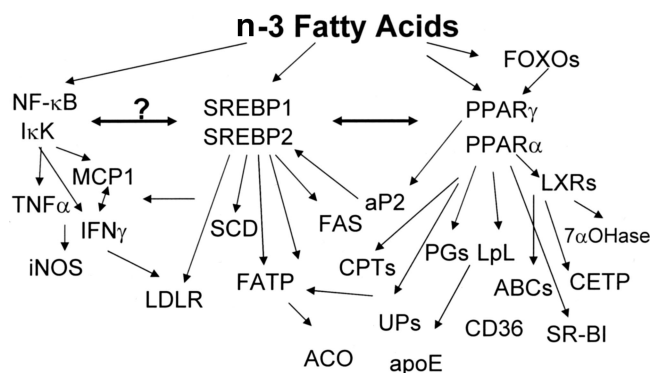 n-3 Fatty Acids
FOXOs
NF-κB
IκK
?
SREBP1
SREBP2
PPARγ
PPARα
MCP1
TNFα
IFNγ
iNOS
LDLR
SCD
FAS
aP2
LXRs
7αOHase
FATP
CPTs
PGs
LpL
ABCs
CETP
UPs
CD36
SR-BI
ACO
apoE